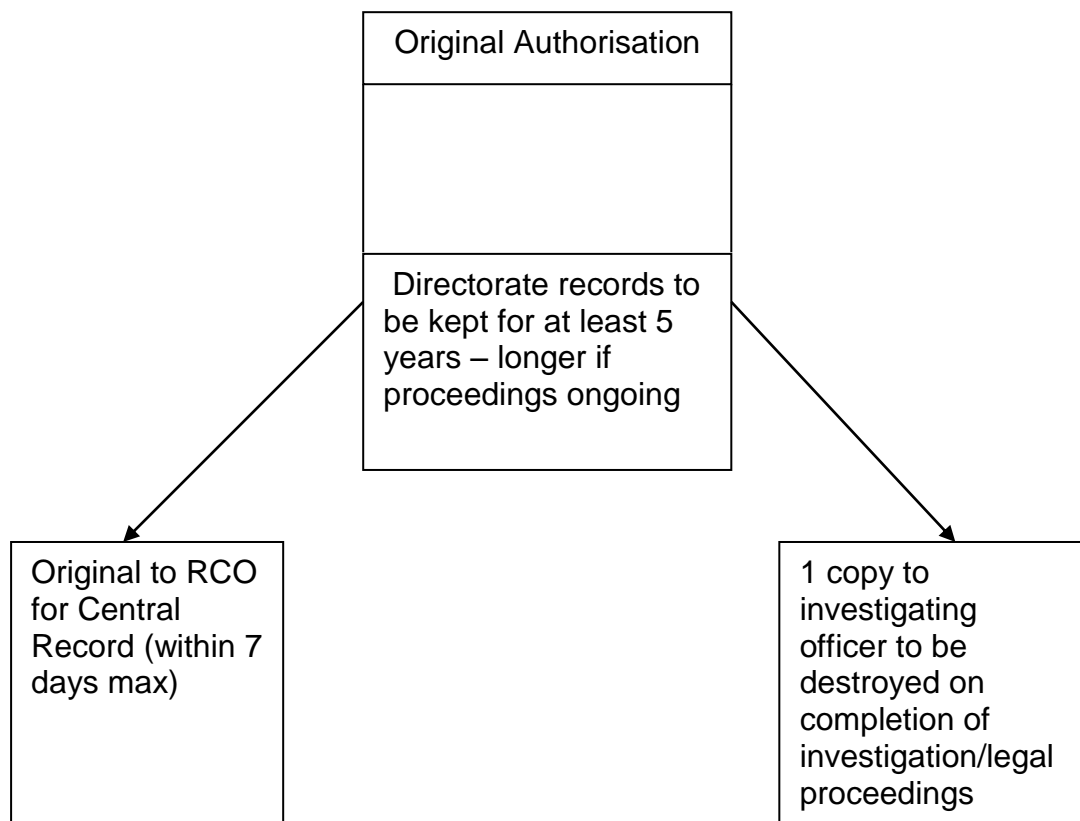 Original Authorisation
Directorate records to
be kept for at least 5
years – longer if
proceedings ongoing
Original to RCO
for Central
Record (within 7
days max)
1 copy to
investigating
officer to be
destroyed on
completion of
investigation/legal
proceedings